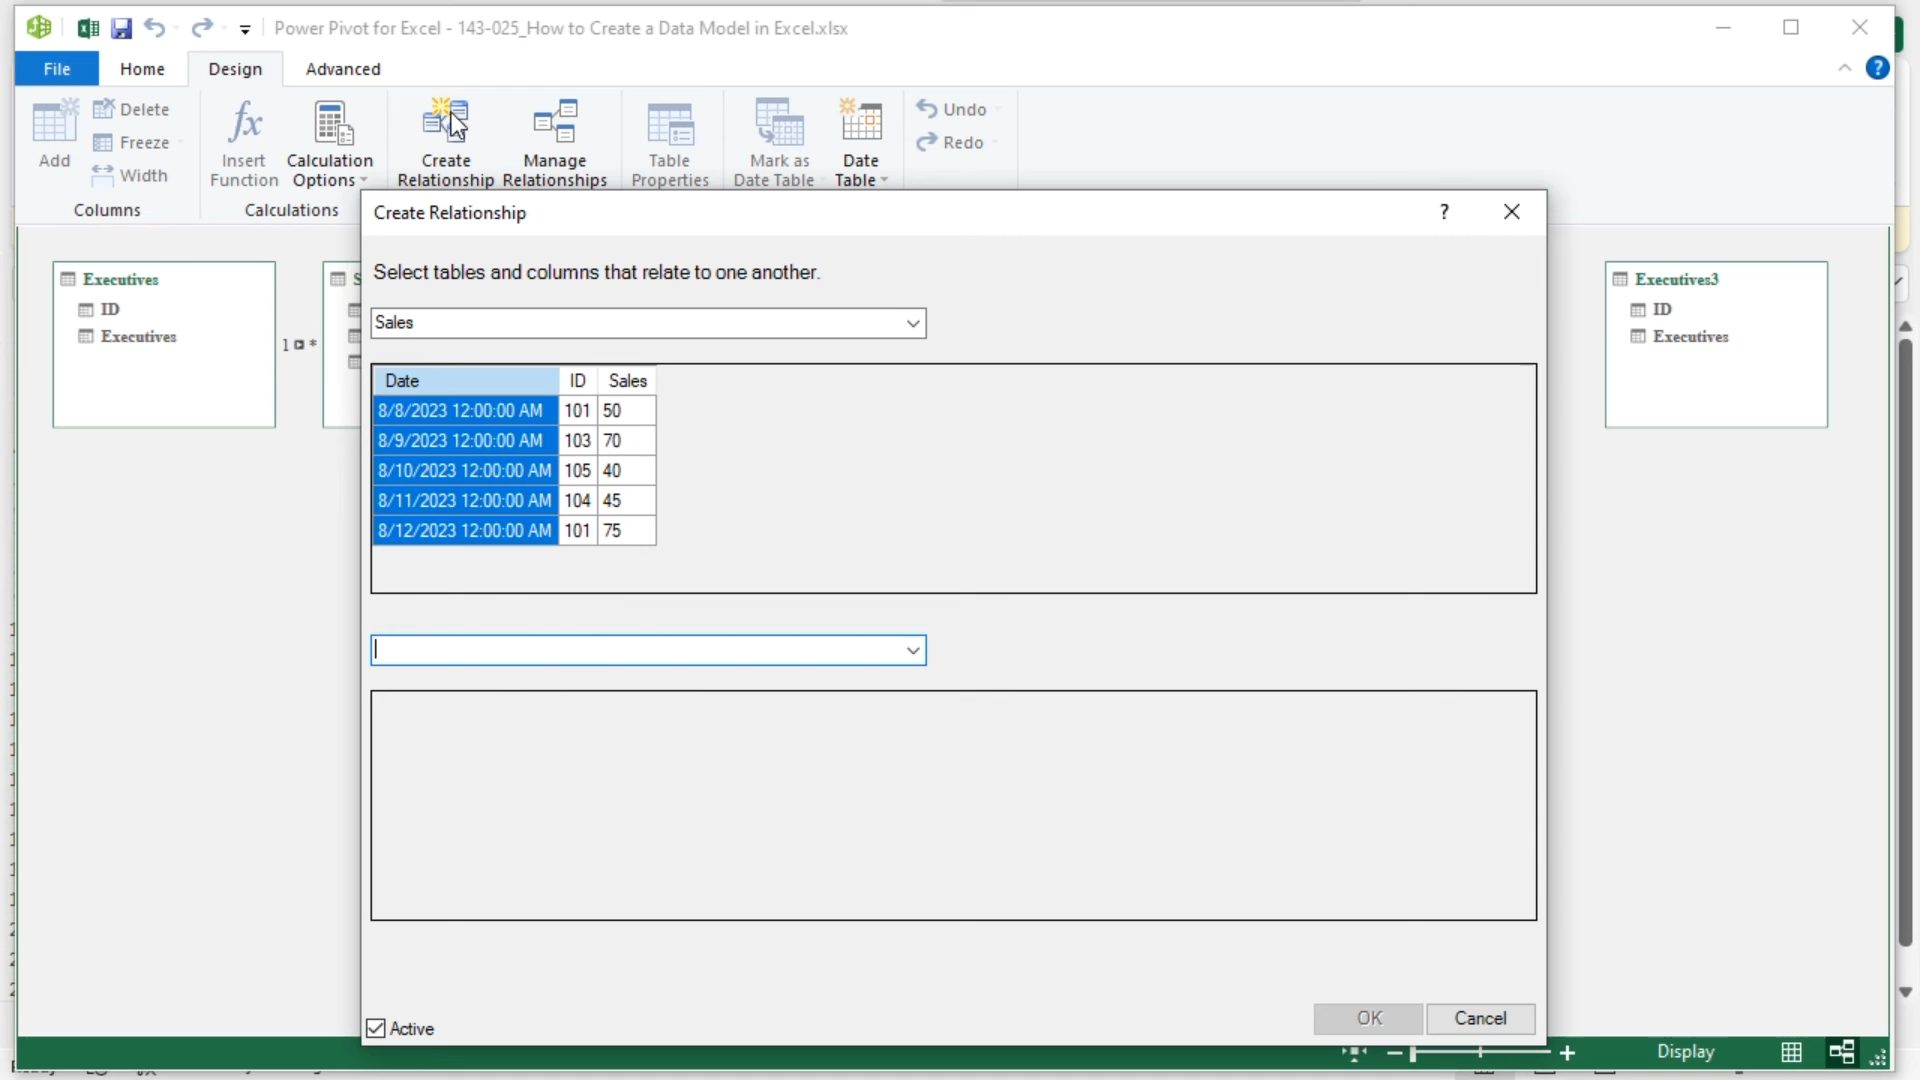 Power Pivot for Excel - 143-025_How to Create a Data Model in Excel.xlsx
File Home Design Advanced
Add
Delete
Freeze
Width
Columns
Insert Function
Calculation Options
Calculations
Create Relationship
Manage Relationships
Table Properties
Mark as Date Table
Date Table
Undo
Redo
Executives
ID
Executives
1 *
Create Relationship ?
Select tables and columns that relate to one another.
Sales
Date ID Sales
8/8/2023 12:00:00 AM 101 50
8/9/2023 12:00:00 AM 103 70
8/10/2023 12:00:00 AM 105 40
8/11/2023 12:00:00 AM 104 45
8/12/2023 12:00:00 AM 101 75
Active
OK Cancel
Executives3
ID
Executives
Display